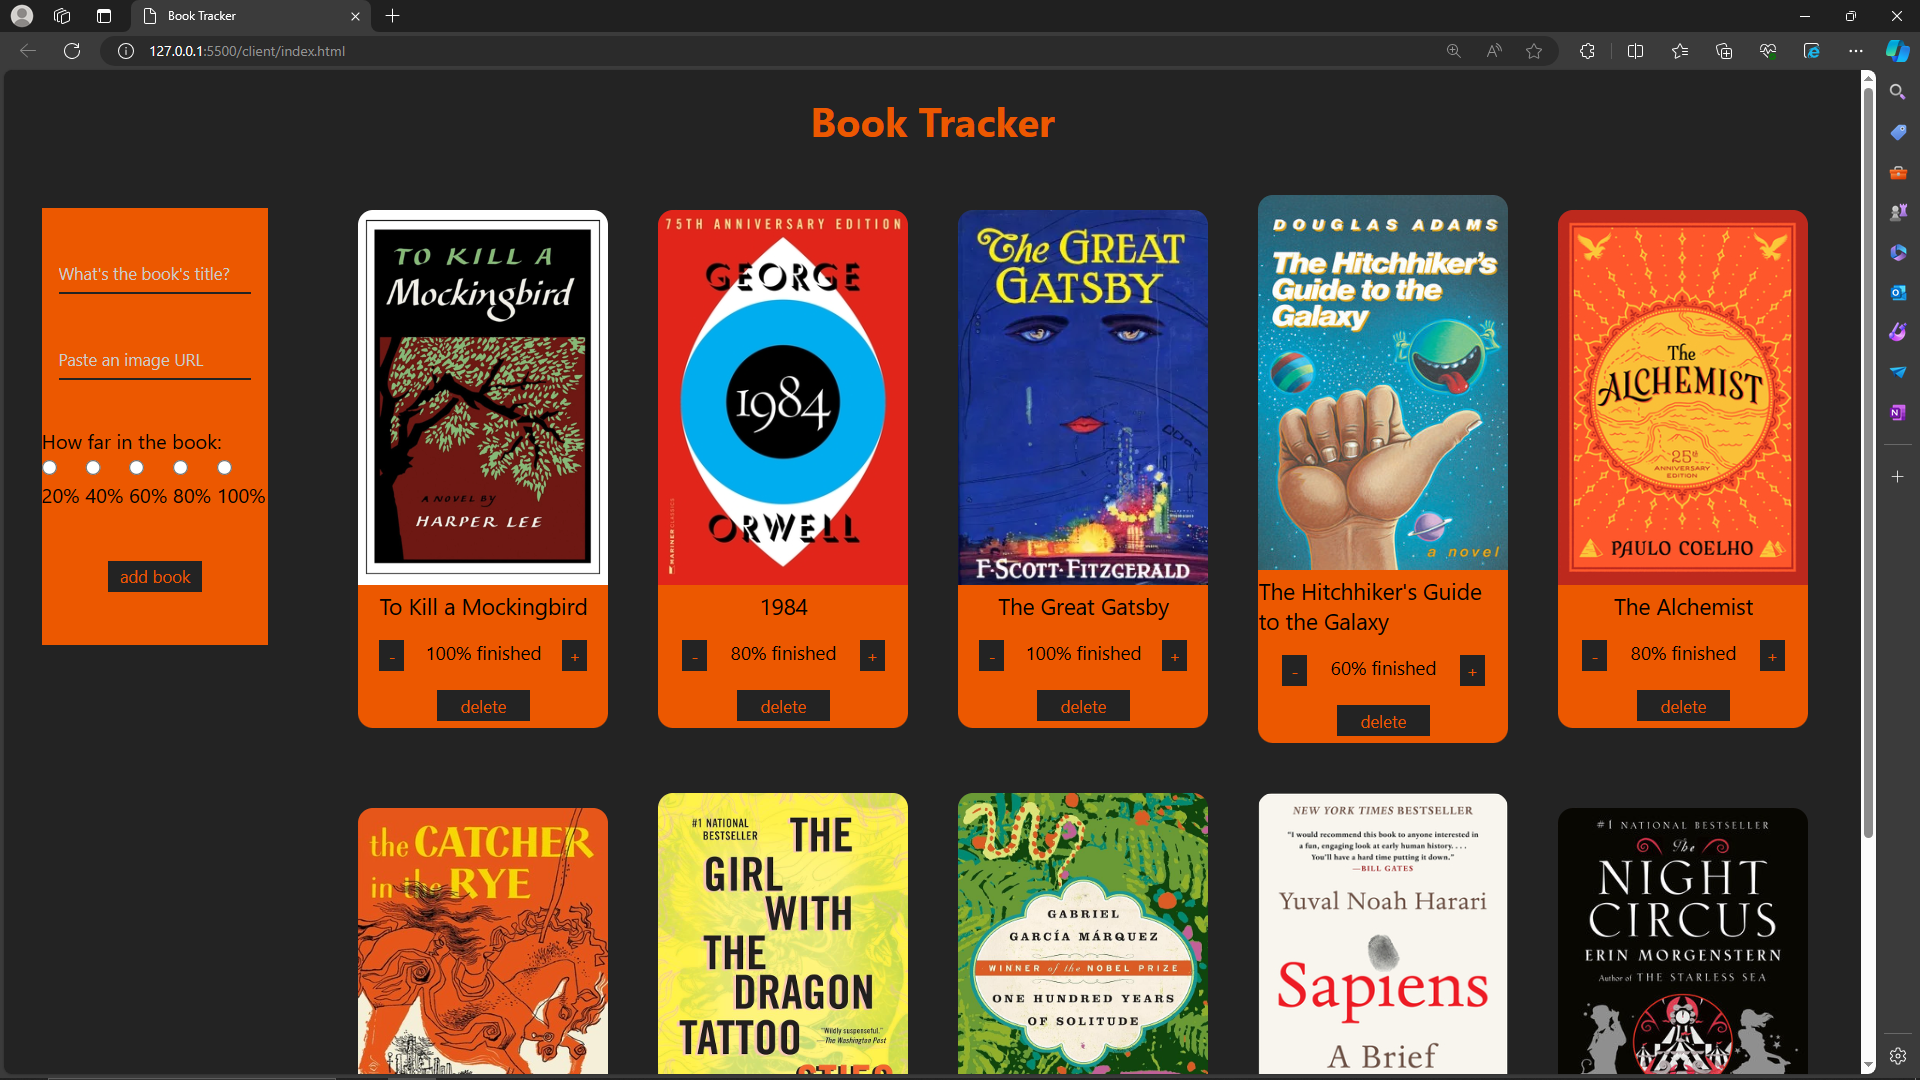 Book Tracker
127.0.0.1:5500/client/index.html
Book Tracker
What's the book's title?
Paste an image URL
How far in the book:
20% 40% 60% 80% 100%
add book
TO KILL A
Mockingbird
A NOVEL BY
HARPER LEE
To Kill a Mockingbird
- 100% finished +
delete
75TH ANNIVERSARY EDITION
GEORGE
1984
ORWELL
MARINER CLASSICS
1984
- 80% finished +
delete
The GREAT
GATSBY
F·SCOTT·FITZGERALD
The Great Gatsby
- 100% finished +
delete
DOUGLAS ADAMS
The Hitchhiker's
Guide to the
Galaxy
a novel
The Hitchhiker's Guide
to the Galaxy
- 60% finished +
delete
The
ALCHEMIST
25th
ANNIVERSARY
EDITION
PAULO COELHO
The Alchemist
- 80% finished +
delete
the CATCHER
in the RYE
#1 NATIONAL
BESTSELLER
THE
GIRL
WITH
THE
DRAGON
TATTOO
"Wildly suspenseful."
—The Washington Post
GABRIEL
GARCÍA MÁRQUEZ
WINNER of the NOBEL PRIZE
ONE HUNDRED YEARS
OF SOLITUDE
NEW YORK TIMES BESTSELLER
"I would recommend this book to anyone interested in
a fun, engaging look at early human history. . . .
You'll have a hard time putting it down."
—BILL GATES
Yuval Noah Harari
Sapiens
A Brief
#1 NATIONAL BESTSELLER
The
NIGHT
CIRCUS
ERIN MORGENSTERN
Author of THE STARLESS SEA